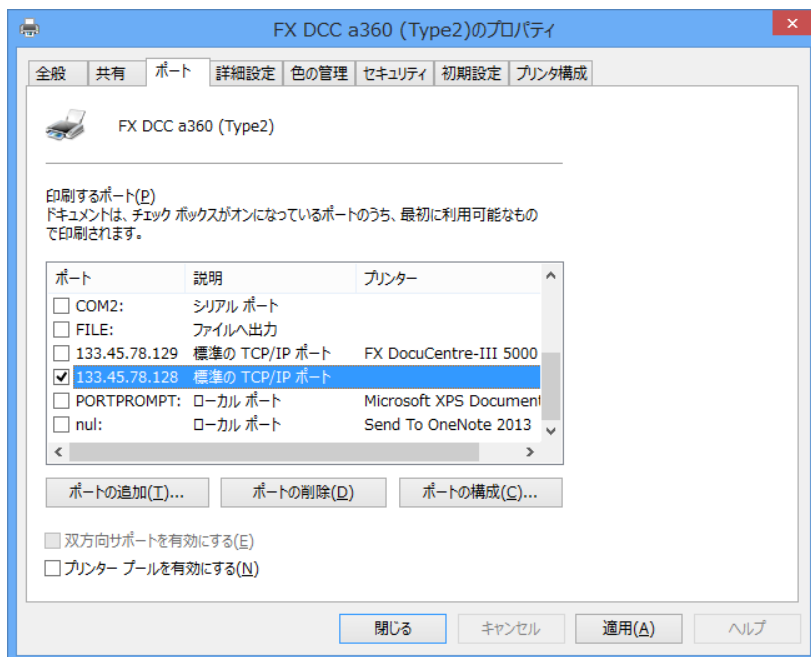 FX DCC a360 (Type2)のプロパティ
×
全般 共有 ポート 詳細設定 色の管理 セキュリティ 初期設定 プリンタ構成
FX DCC a360 (Type2)
印刷するポート(P)
ドキュメントは、チェック ボックスがオンになっているポートのうち、最初に利用可能なもの
で印刷されます。
ポート 説明 プリンター
COM2: シリアル ポート
FILE: ファイルへ出力
133.45.78.129 標準の TCP/IP ポート FX DocuCentre-III 5000
133.45.78.128 標準の TCP/IP ポート
PORTPROMPT: ローカル ポート Microsoft XPS Document
nul: ローカル ポート Send To OneNote 2013
ポートの追加(T)... ポートの削除(D) ポートの構成(C)...
双方向サポートを有効にする(E)
プリンター プールを有効にする(N)
閉じる キャンセル 適用(A) ヘルプ